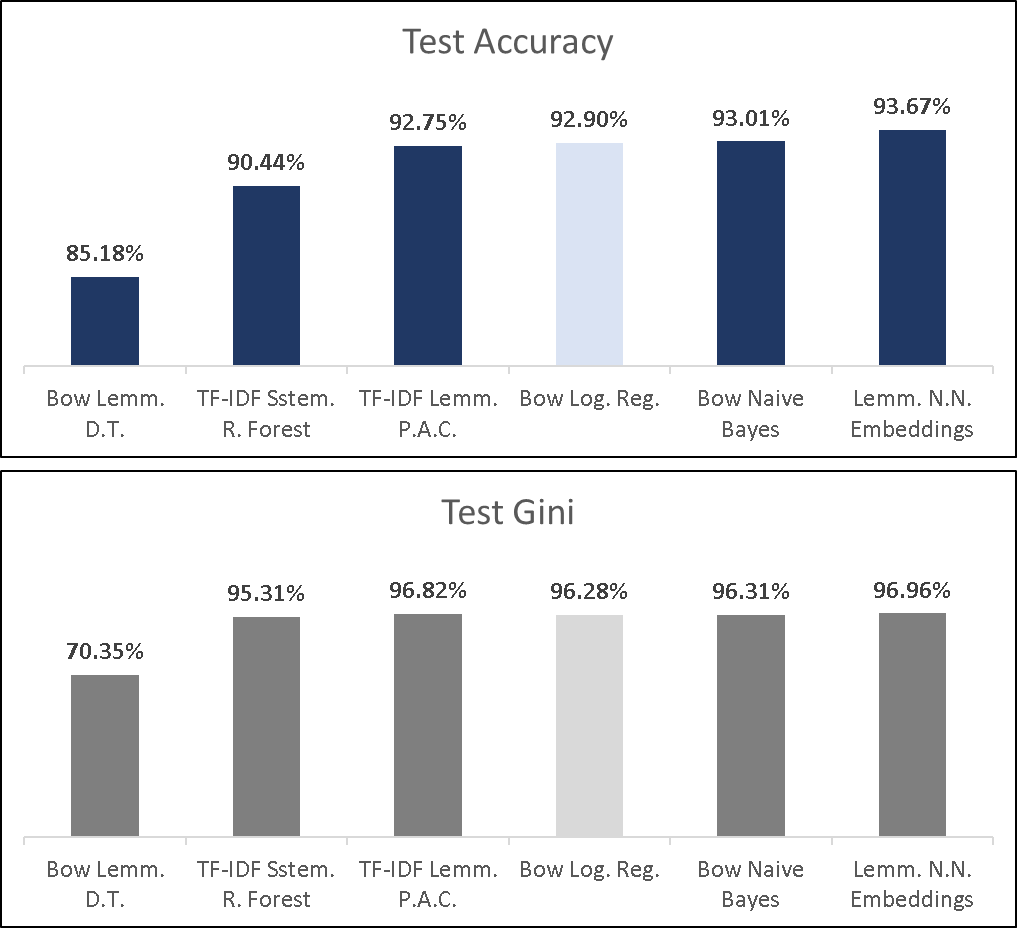 Test Accuracy
85.18%
90.44%
92.75%
92.90%
93.01%
93.67%
Bow Lemm.
D.T.
TF-IDF Sstem.
R. Forest
TF-IDF Lemm.
P.A.C.
Bow Log. Reg.
Bow Naive
Bayes
Lemm. N.N.
Embeddings
Test Gini
70.35%
95.31%
96.82%
96.28%
96.31%
96.96%
Bow Lemm.
D.T.
TF-IDF Sstem.
R. Forest
TF-IDF Lemm.
P.A.C.
Bow Log. Reg.
Bow Naive
Bayes
Lemm. N.N.
Embeddings